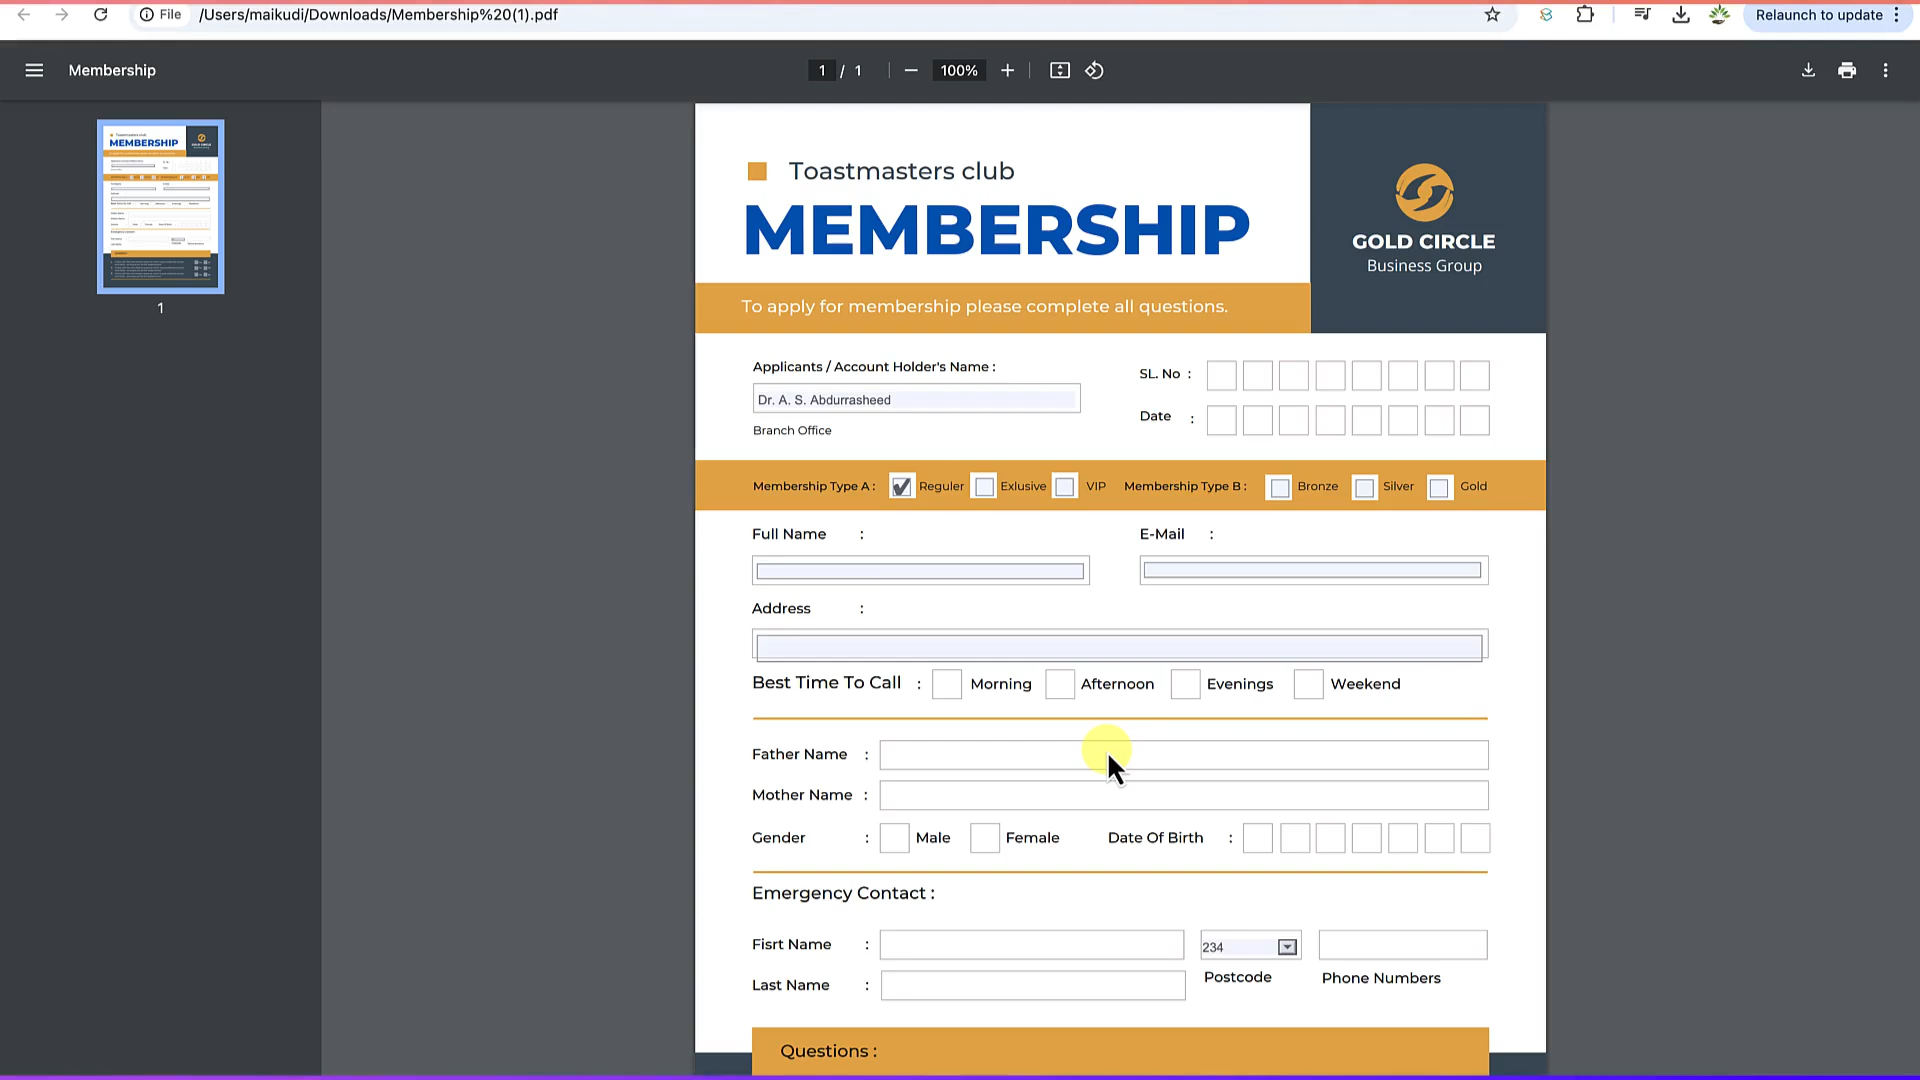 File
/Users/maikudi/Downloads/Membership%20(1).pdf
Relaunch to update
Membership
1 / 1
100%
1
Toastmasters club
MEMBERSHIP
GOLD CIRCLE
Business Group
To apply for membership please complete all questions.
Applicants / Account Holder's Name :
Dr. A. S. Abdurrasheed
Branch Office
SL. No :
Date :
Membership Type A : Reguler Exlusive VIP Membership Type B : Bronze Silver Gold
Full Name :
E-Mail :
Address :
Best Time To Call : Morning Afternoon Evenings Weekend
Father Name :
Mother Name :
Gender : Male Female Date Of Birth :
Emergency Contact :
Fisrt Name : 234
Postcode Phone Numbers
Last Name :
Questions :